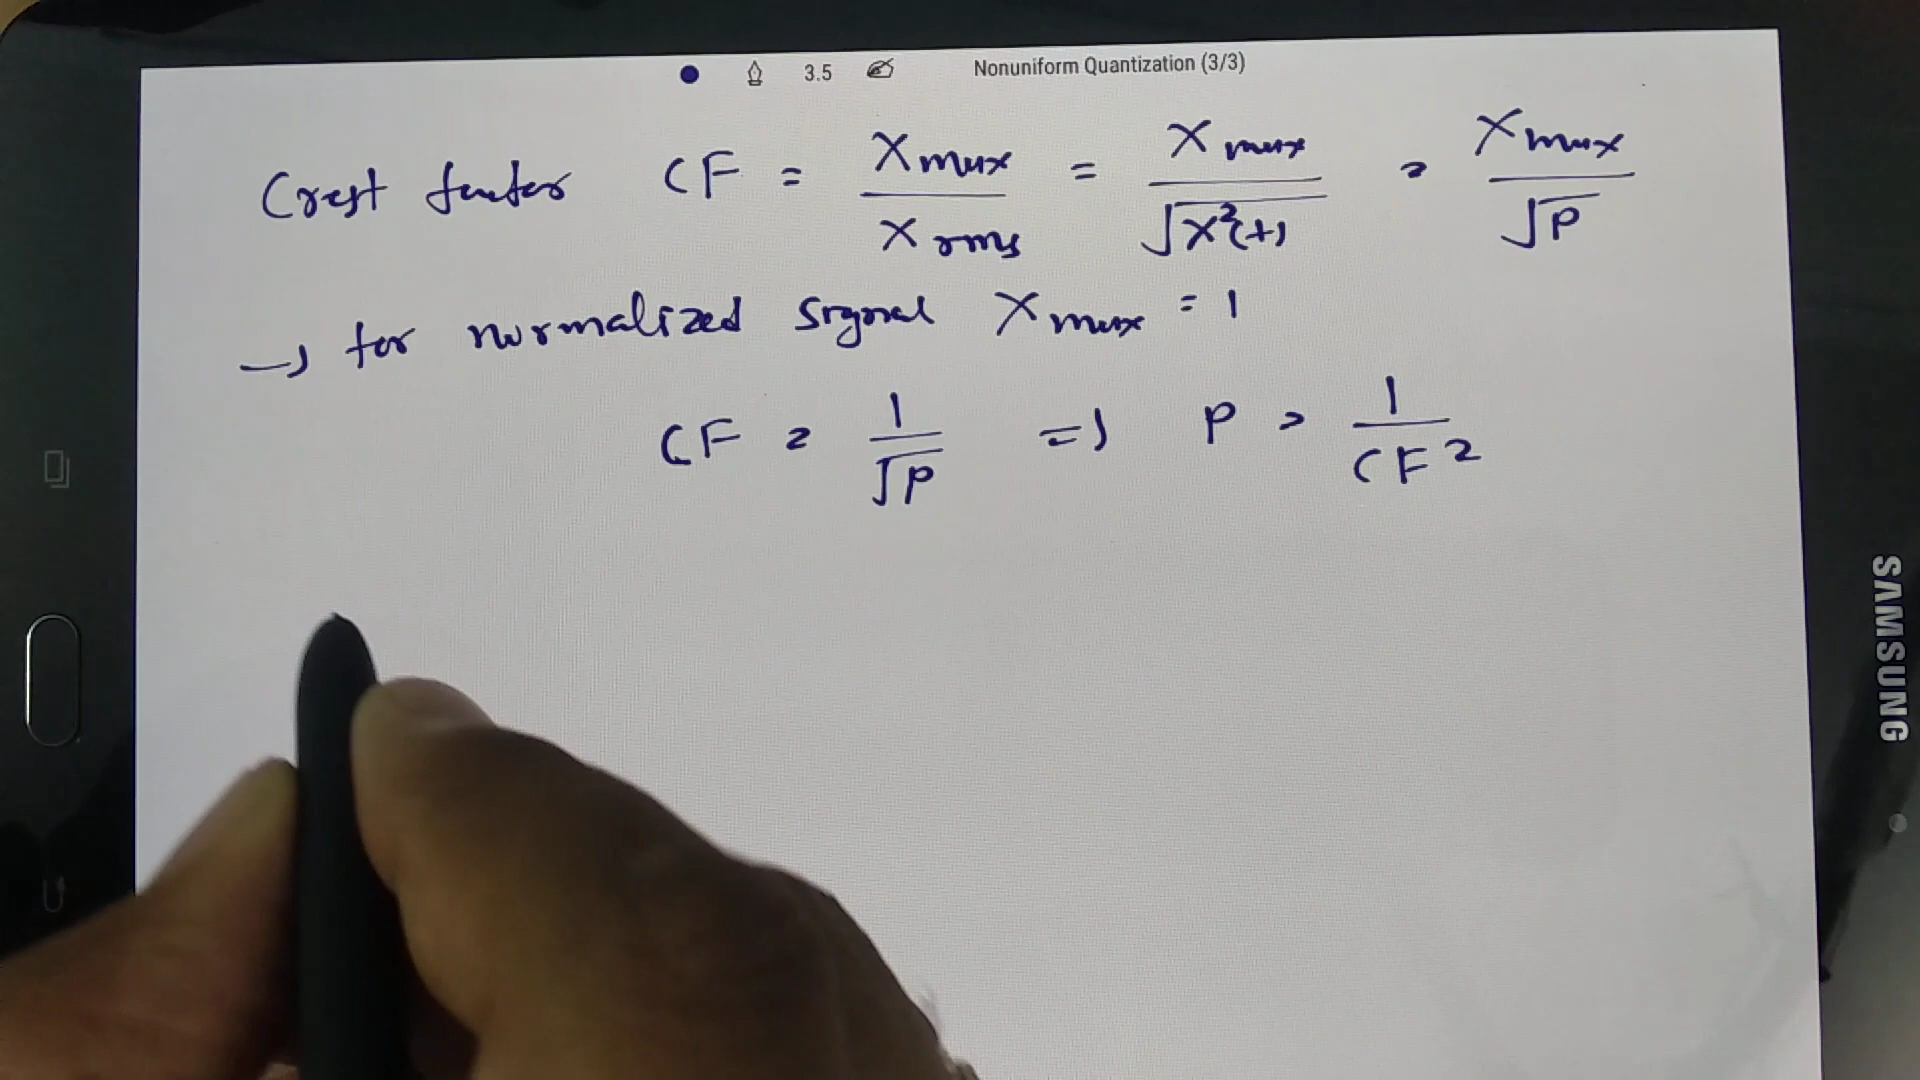 3.5 Nonuniform Quantization (3/3)
Crest factor CF = Xmax / Xrms = Xmax / √X²(t) = Xmax / √P
→ for normalized signal Xmax = 1
CF = 1 / √P ⇒ P = 1 / CF²
SAMSUNG